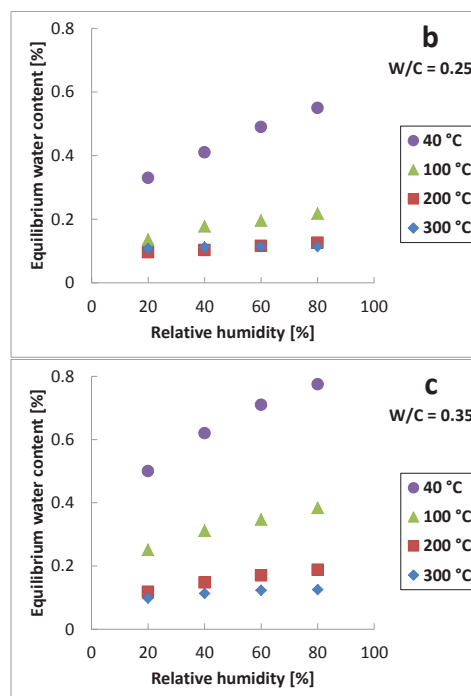 b
W/C = 0.25
Equilibrium water content [%]
0.8
0.6
0.4
0.2
0
0 20 40 60 80 100
Relative humidity [%]
40 °C
100 °C
200 °C
300 °C
c
W/C = 0.35
Equilibrium water content [%]
0.8
0.6
0.4
0.2
0
0 20 40 60 80 100
Relative humidity [%]
40 °C
100 °C
200 °C
300 °C